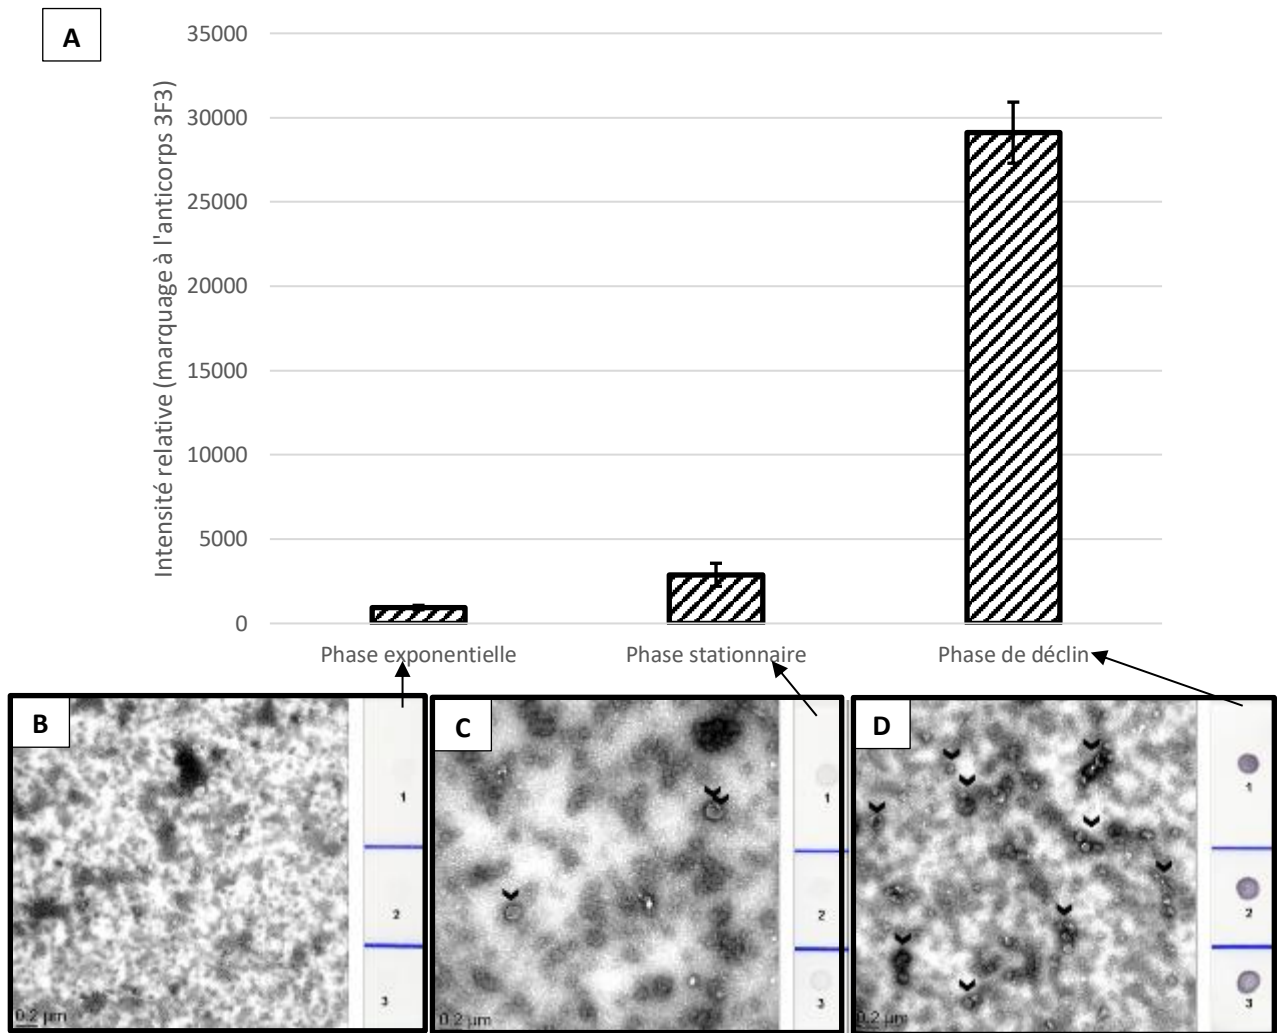 A
35000
30000
25000
20000
15000
10000
5000
0
Intensité relative (marquage à l'anticorps 3F3)
Phase exponentielle
Phase stationnaire
Phase de déclin
B
1
2
3
0.2 µm
C
1
2
3
0.2 µm
D
1
2
3
0.2 µm